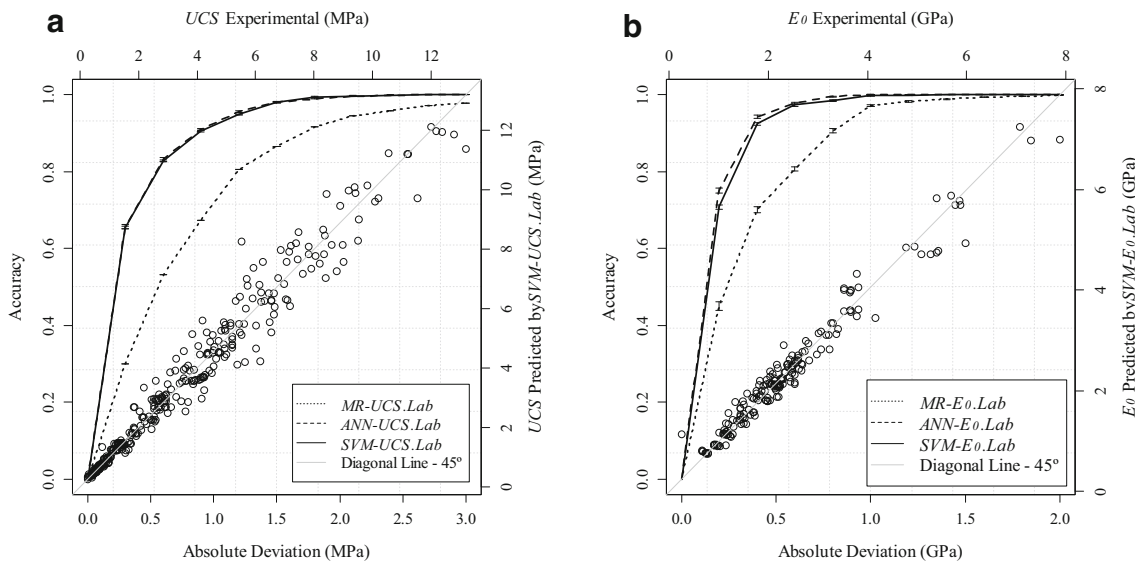 a
UCS Experimental (MPa)
0 2 4 6 8 10 12
Accuracy
1.0
0.8
0.6
0.4
0.2
0.0
UCS Predicted by SVM-UCS.Lab (MPa)
12
10
8
6
4
2
0
MR-UCS.Lab
ANN-UCS.Lab
SVM-UCS.Lab
Diagonal Line - 45º
0.0 0.5 1.0 1.5 2.0 2.5 3.0
Absolute Deviation (MPa)
b
E0 Experimental (GPa)
0 2 4 6 8
Accuracy
1.0
0.8
0.6
0.4
0.2
0.0
E0 Predicted by SVM-E0.Lab (GPa)
8
6
4
2
0
MR-E0.Lab
ANN-E0.Lab
SVM-E0.Lab
Diagonal Line - 45º
0.0 0.5 1.0 1.5 2.0
Absolute Deviation (GPa)